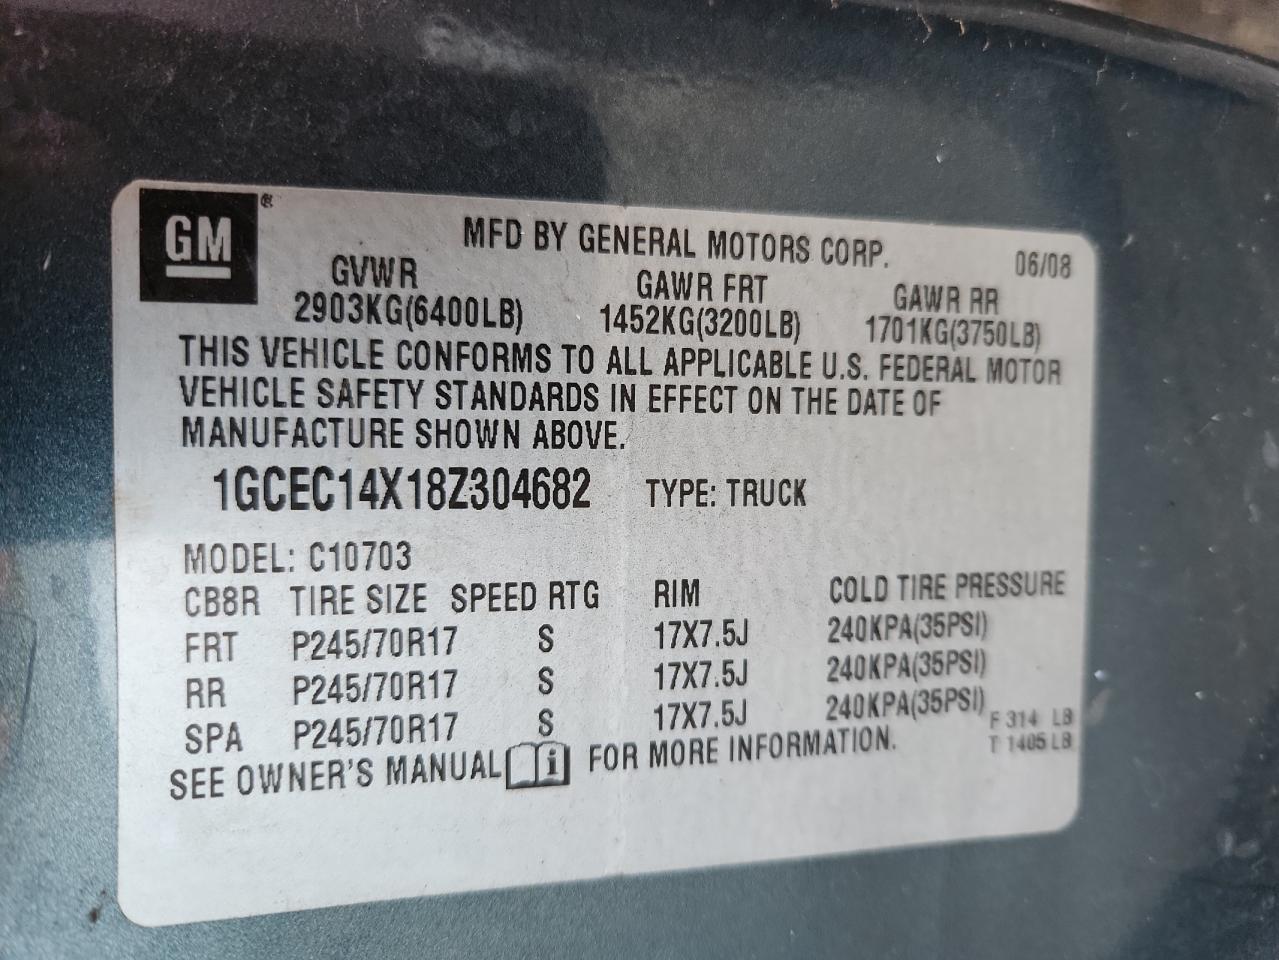 GM
MFD BY GENERAL MOTORS CORP. 06/08
GVWR GAWR FRT GAWR RR
2903KG(6400LB) 1452KG(3200LB) 1701KG(3750LB)
THIS VEHICLE CONFORMS TO ALL APPLICABLE U.S. FEDERAL MOTOR
VEHICLE SAFETY STANDARDS IN EFFECT ON THE DATE OF
MANUFACTURE SHOWN ABOVE.
1GCEC14X18Z304682 TYPE: TRUCK
MODEL: C10703
CB8R TIRE SIZE SPEED RTG RIM COLD TIRE PRESSURE
FRT P245/70R17 S 17X7.5J 240KPA(35PSI)
RR P245/70R17 S 17X7.5J 240KPA(35PSI)
SPA P245/70R17 S 17X7.5J 240KPA(35PSI)
F 314 LB
T 1405 LB
SEE OWNER'S MANUAL i FOR MORE INFORMATION.